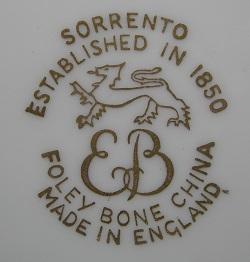 SORRENTO
ESTABLISHED IN 1850
EB
FOLEY BONE CHINA
MADE IN ENGLAND